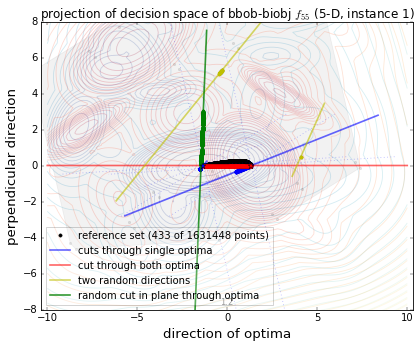 projection of decision space of bbob-biobj f₅₅ (5-D, instance 1)
perpendicular direction
8
6
4
2
0
−2
−4
−6
−8
reference set (433 of 1631448 points)
cuts through single optima
cut through both optima
two random directions
random cut in plane through optima
−10
−5
0
5
10
direction of optima